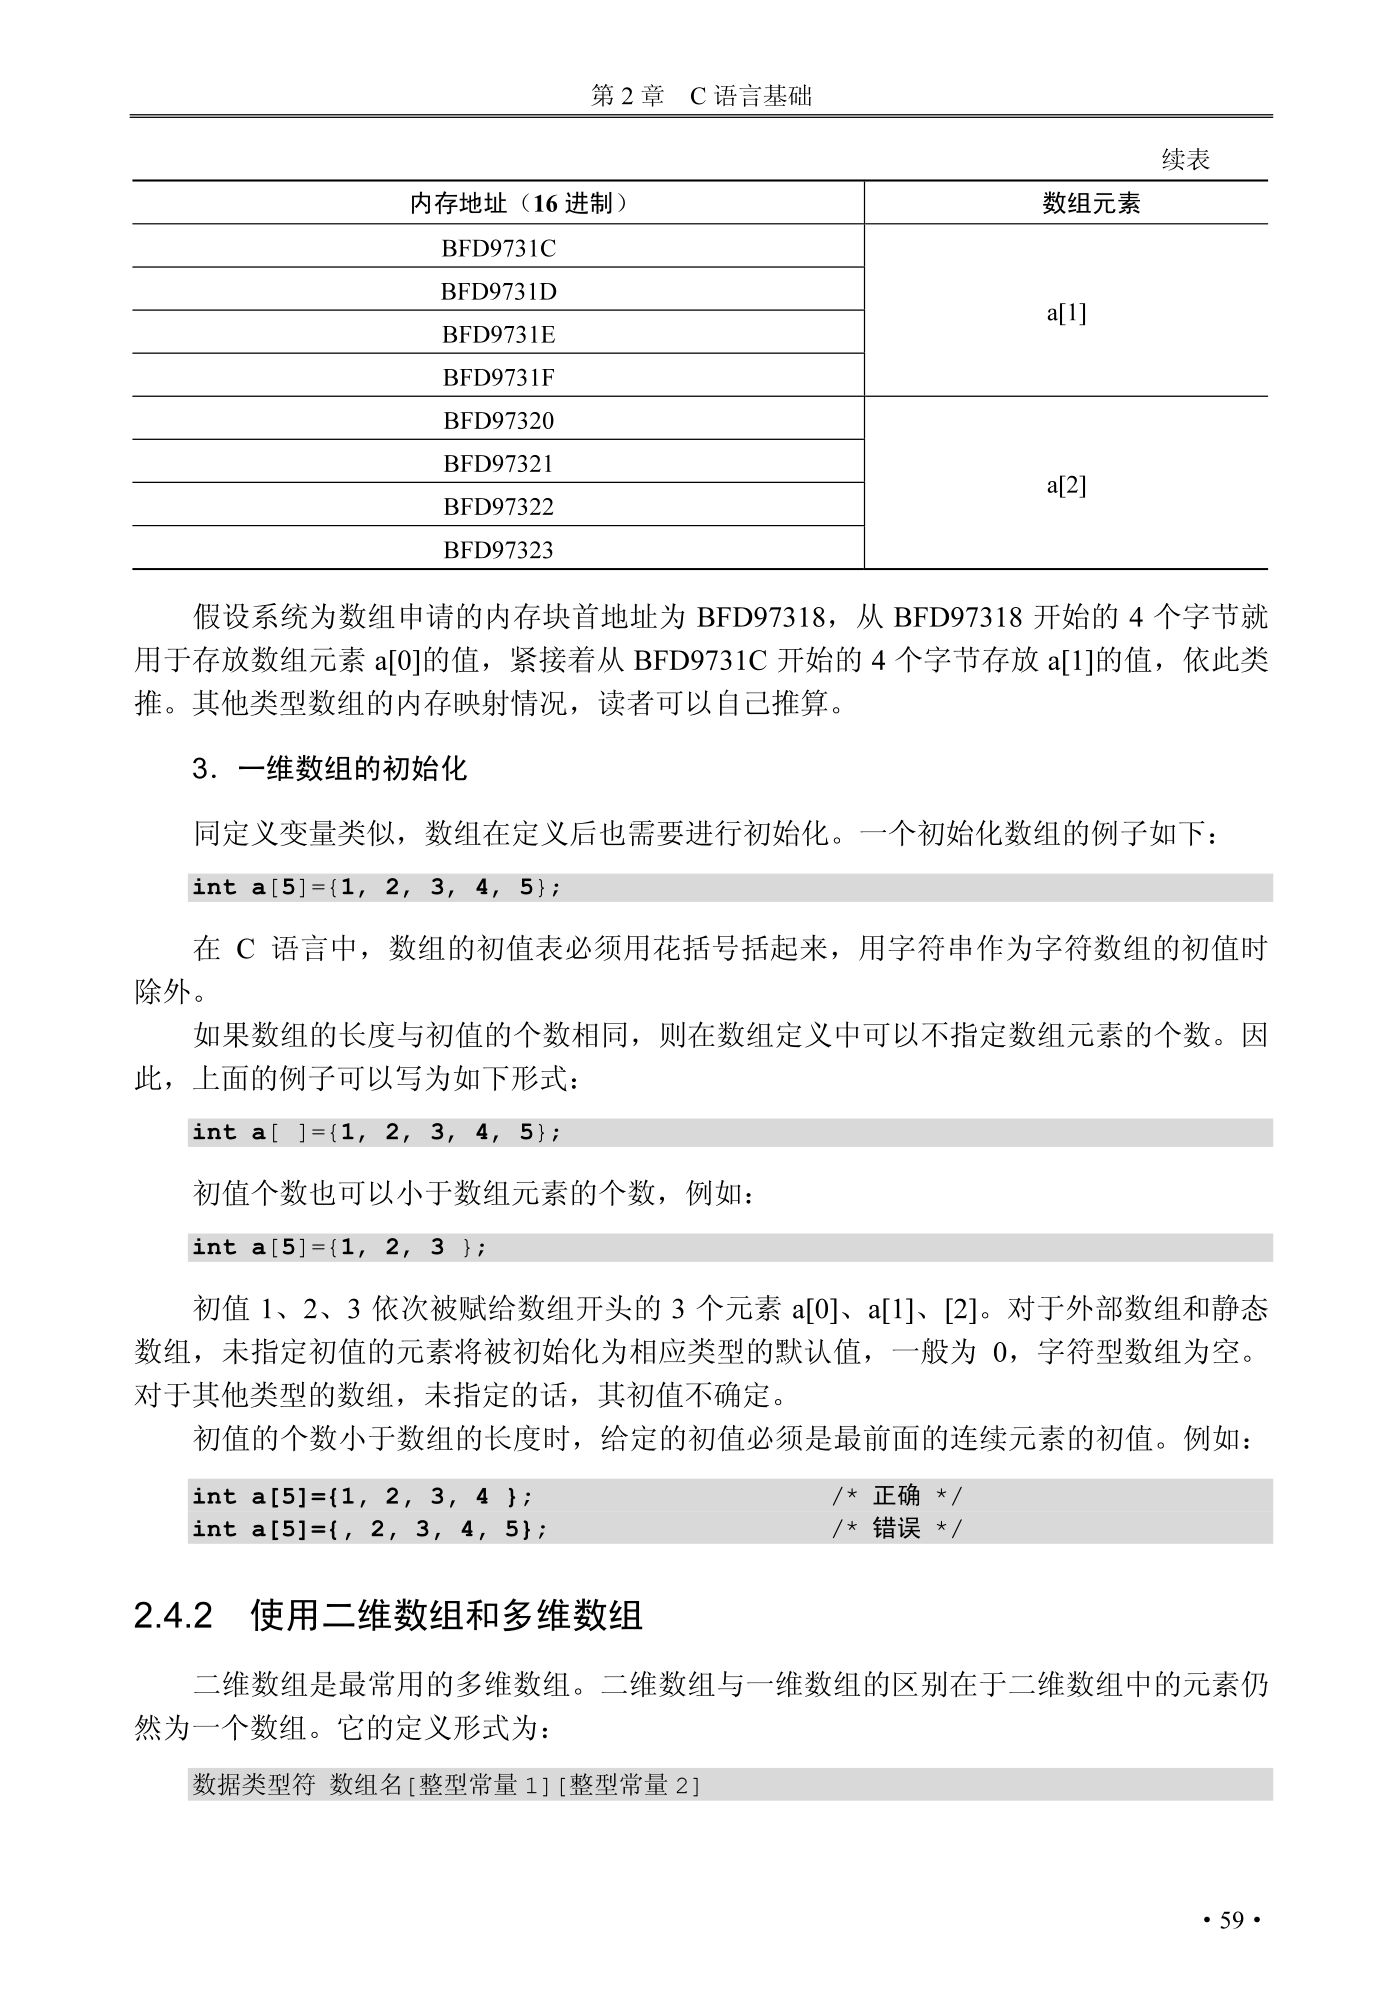 第 2 章 C 语言基础
续表
内存地址（16 进制） 数组元素
BFD9731C
BFD9731D
a[1]
BFD9731E
BFD9731F
BFD97320
BFD97321
a[2]
BFD97322
BFD97323
假设系统为数组申请的内存块首地址为 BFD97318，从 BFD97318 开始的 4 个字节就
用于存放数组元素 a[0]的值，紧接着从 BFD9731C 开始的 4 个字节存放 a[1]的值，依此类
推。其他类型数组的内存映射情况，读者可以自己推算。
3．一维数组的初始化
同定义变量类似，数组在定义后也需要进行初始化。一个初始化数组的例子如下：
int a[5]={1, 2, 3, 4, 5};
在 C 语言中，数组的初值表必须用花括号括起来，用字符串作为字符数组的初值时
除外。
如果数组的长度与初值的个数相同，则在数组定义中可以不指定数组元素的个数。因
此，上面的例子可以写为如下形式：
int a[ ]={1, 2, 3, 4, 5};
初值个数也可以小于数组元素的个数，例如：
int a[5]={1, 2, 3 };
初值 1、2、3 依次被赋给数组开头的 3 个元素 a[0]、a[1]、[2]。对于外部数组和静态
数组，未指定初值的元素将被初始化为相应类型的默认值，一般为 0，字符型数组为空。
对于其他类型的数组，未指定的话，其初值不确定。
初值的个数小于数组的长度时，给定的初值必须是最前面的连续元素的初值。例如：
int a[5]={1, 2, 3, 4 }; /* 正确 */
int a[5]={, 2, 3, 4, 5}; /* 错误 */
2.4.2 使用二维数组和多维数组
二维数组是最常用的多维数组。二维数组与一维数组的区别在于二维数组中的元素仍
然为一个数组。它的定义形式为：
数据类型符 数组名[整型常量 1][整型常量 2]
·59·